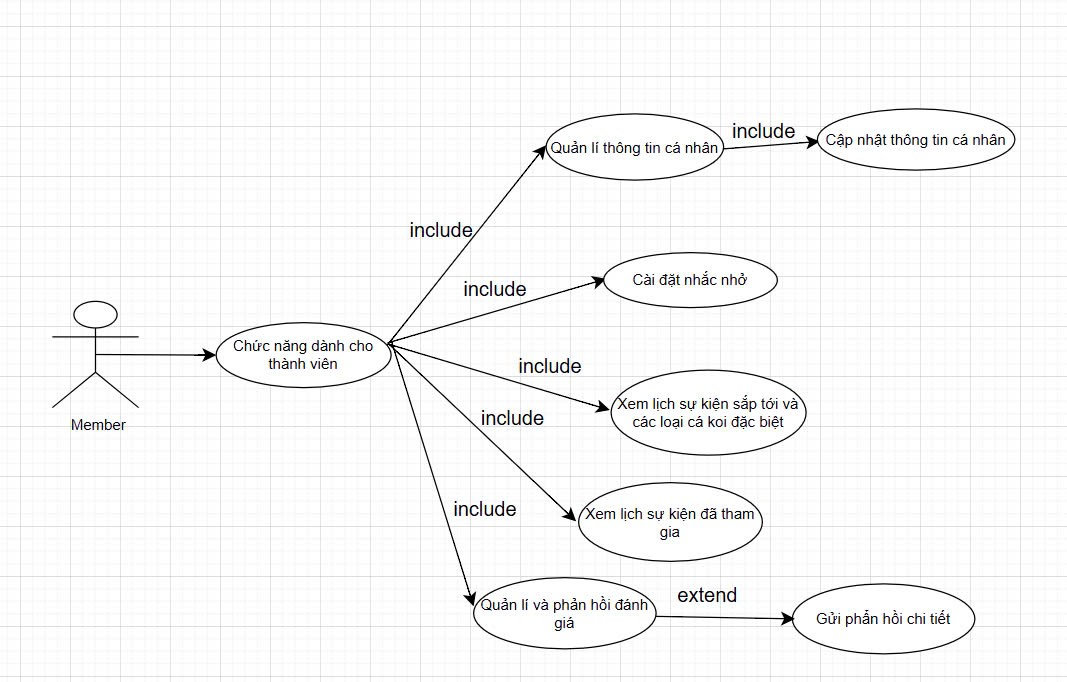 include
Quản lí thông tin cá nhân
include
Cập nhật thông tin cá nhân
include
Cài đặt nhắc nhở
Chức năng dành cho
thành viên
Member
include
Xem lịch sự kiện sắp tới và
các loại cá koi đặc biệt
include
Xem lịch sự kiện đã tham
gia
include
Quản lí và phản hồi đánh
giá
extend
Gửi phẩn hồi chi tiết